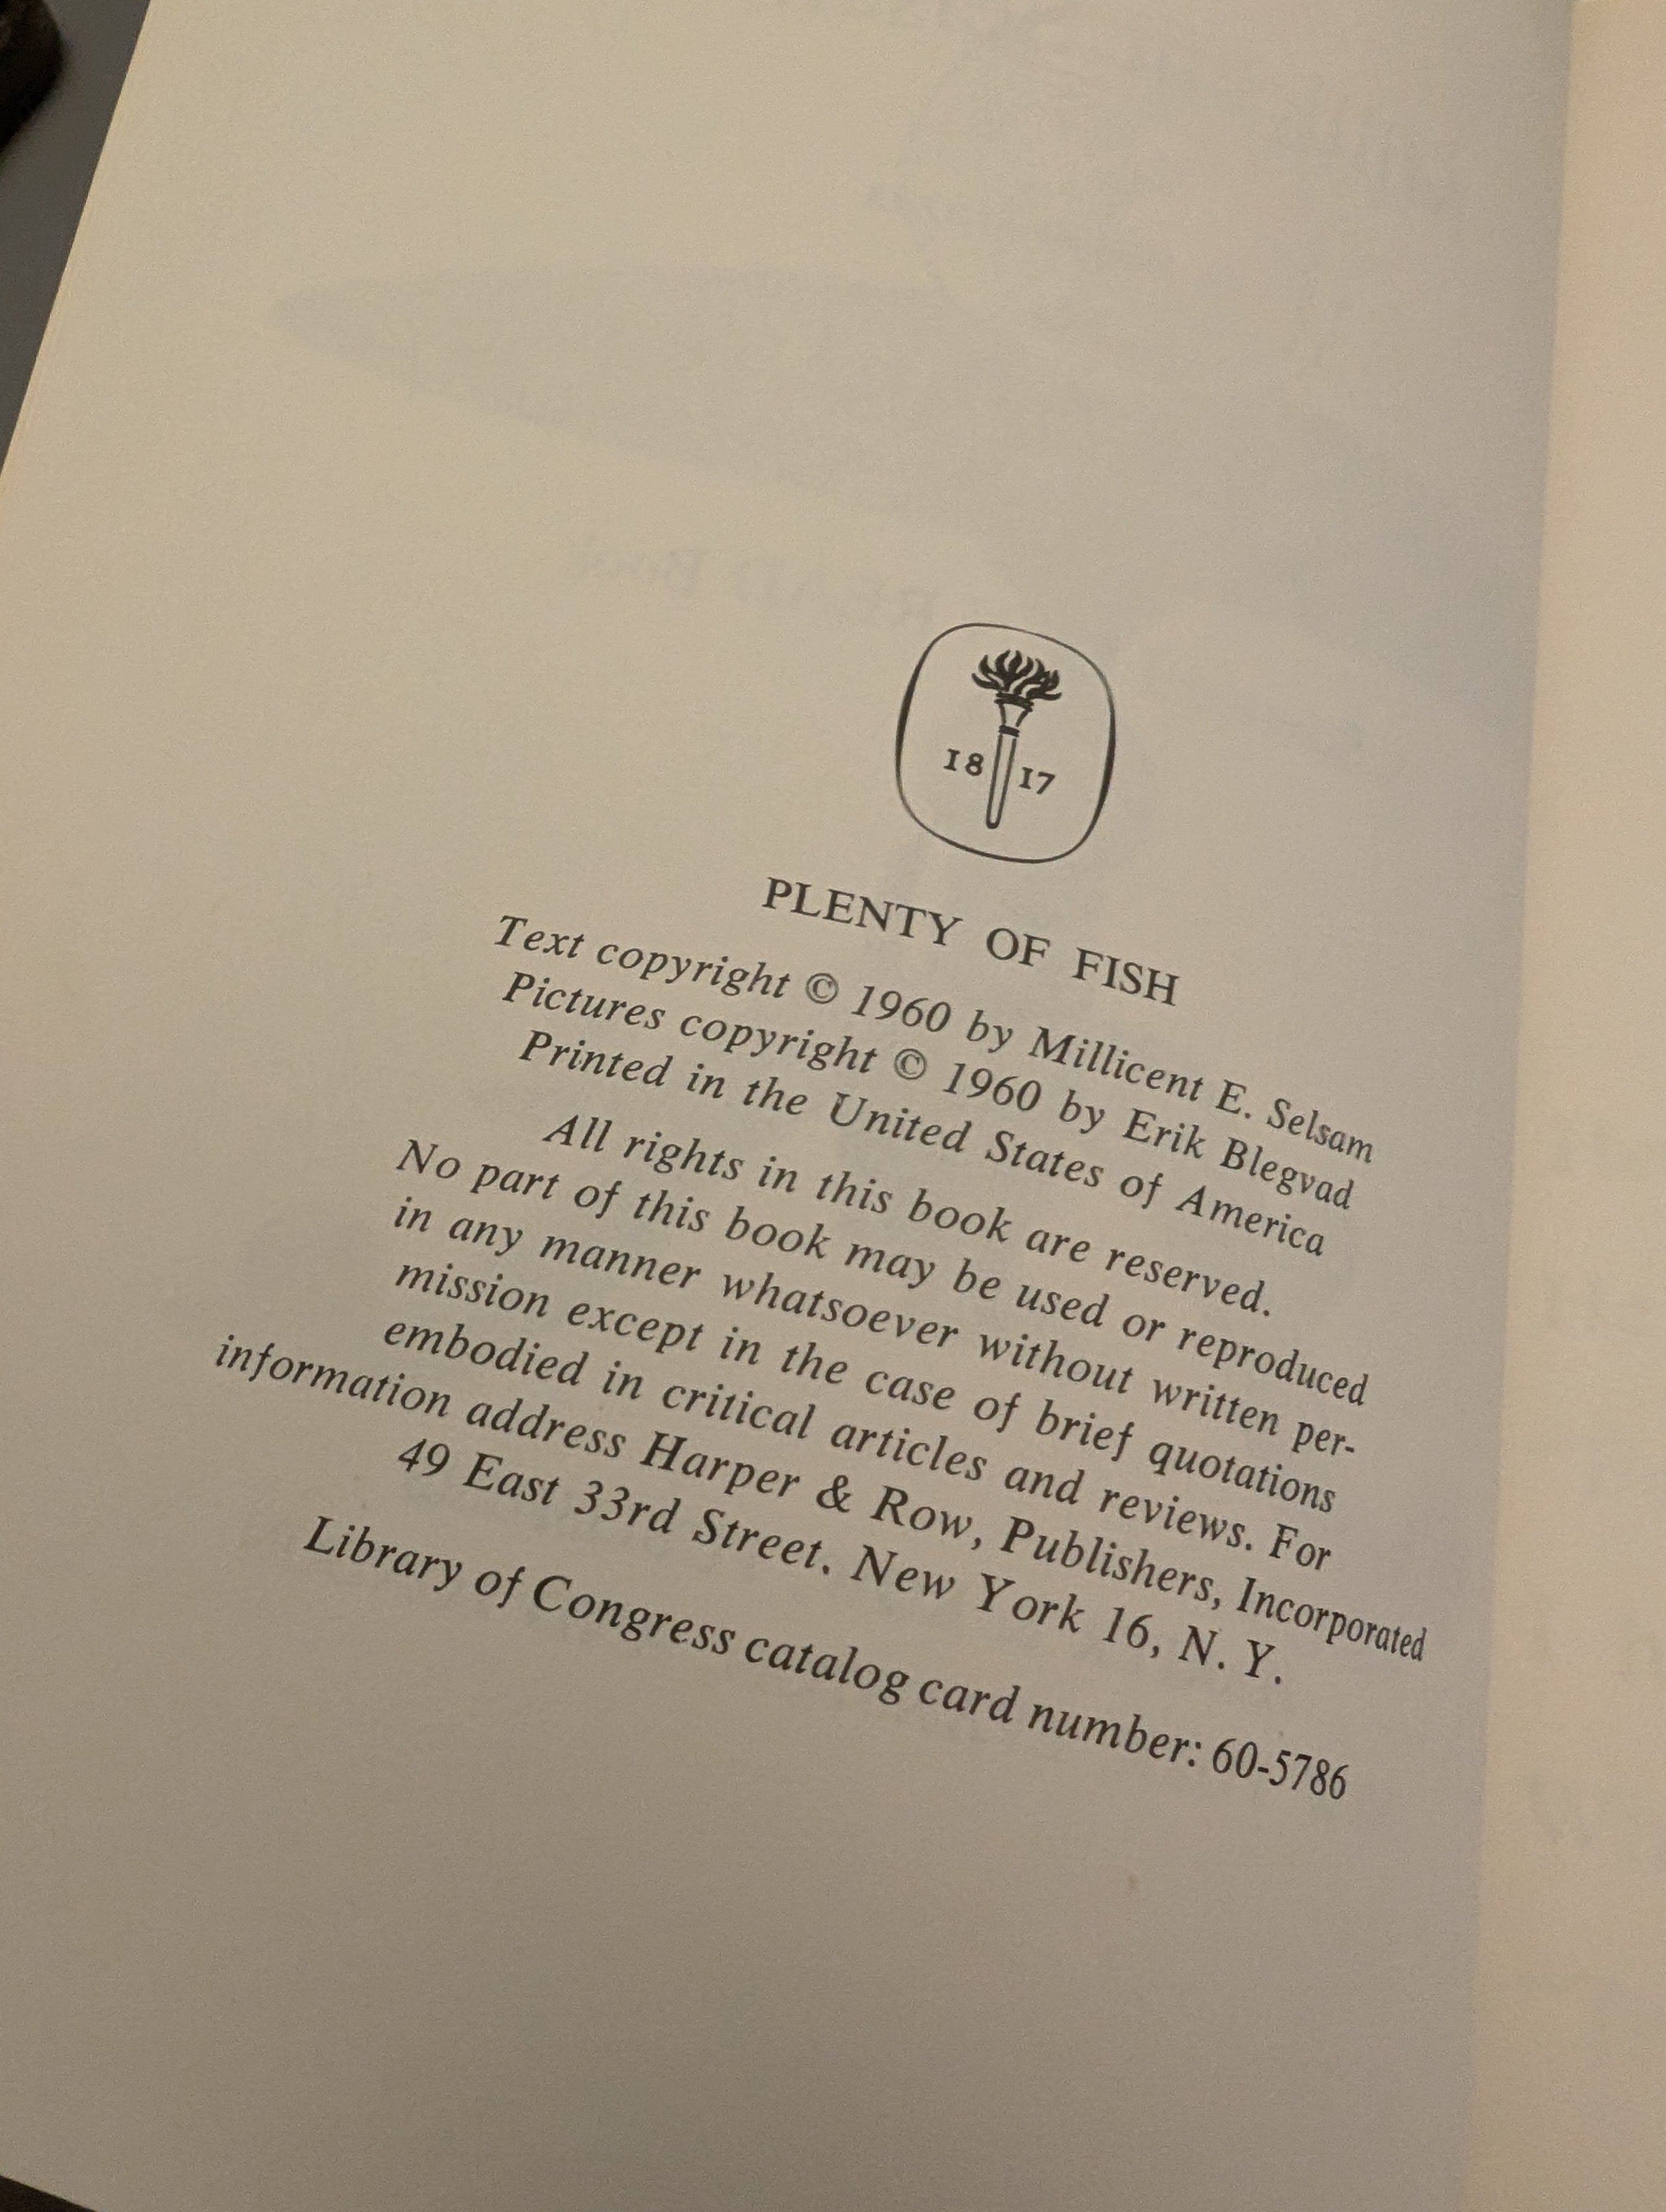 18 17
PLENTY OF FISH
Text copyright © 1960 by Millicent E. Selsam
Pictures copyright © 1960 by Erik Blegvad
Printed in the United States of America
All rights in this book are reserved.
No part of this book may be used or reproduced
in any manner whatsoever without written per-
mission except in the case of brief quotations
embodied in critical articles and reviews. For
information address Harper & Row, Publishers, Incorporated
49 East 33rd Street. New York 16, N. Y.
Library of Congress catalog card number: 60-5786